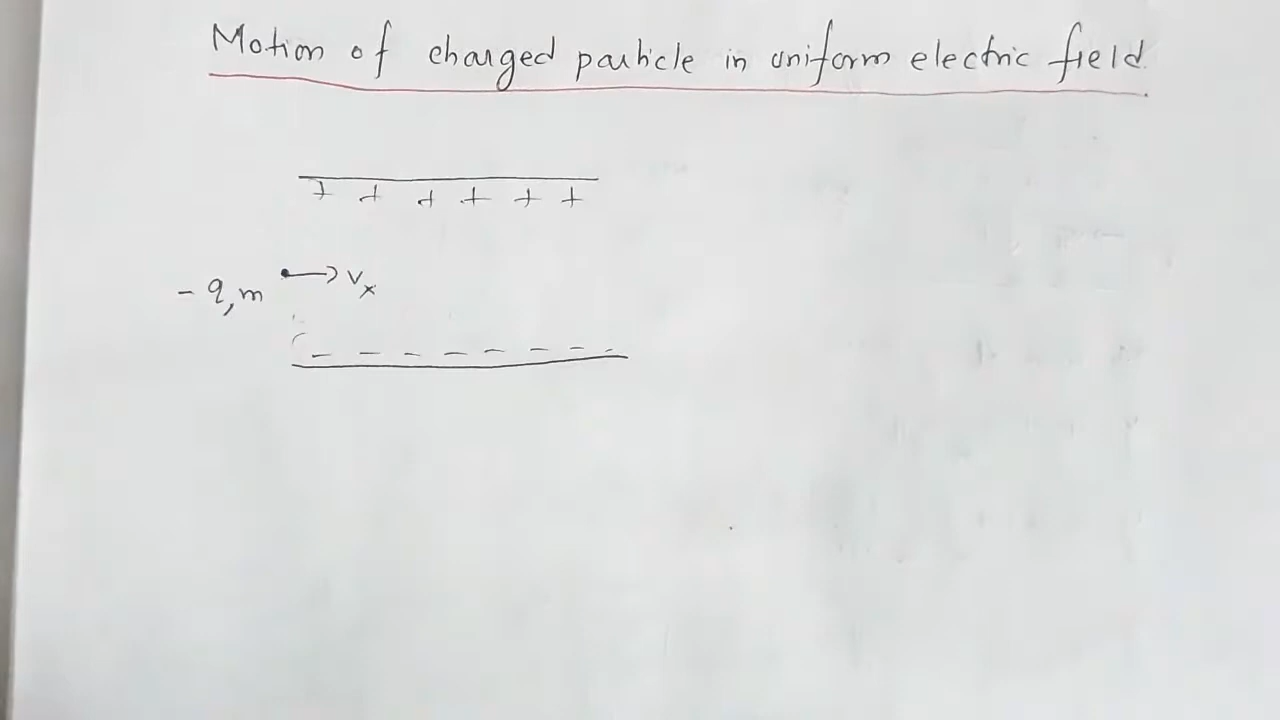 Motion of charged particle in uniform electric field.
+ + + + + +
- q,m → vx
- - - - - - - -